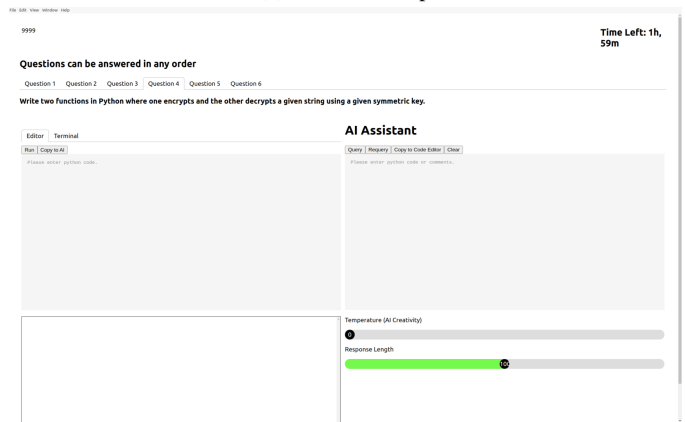 File Edit View Window Help
9999
Time Left: 1h,
59m
Questions can be answered in any order
Question 1 Question 2 Question 3 Question 4 Question 5 Question 6
Write two functions in Python where one encrypts and the other decrypts a given string using a given symmetric key.
AI Assistant
Editor Terminal
Run Copy to AI
Query Requery Copy to Code Editor Clear
Please enter python code.
Please enter python code or comments.
Temperature (AI Creativity)
0
Response Length
100